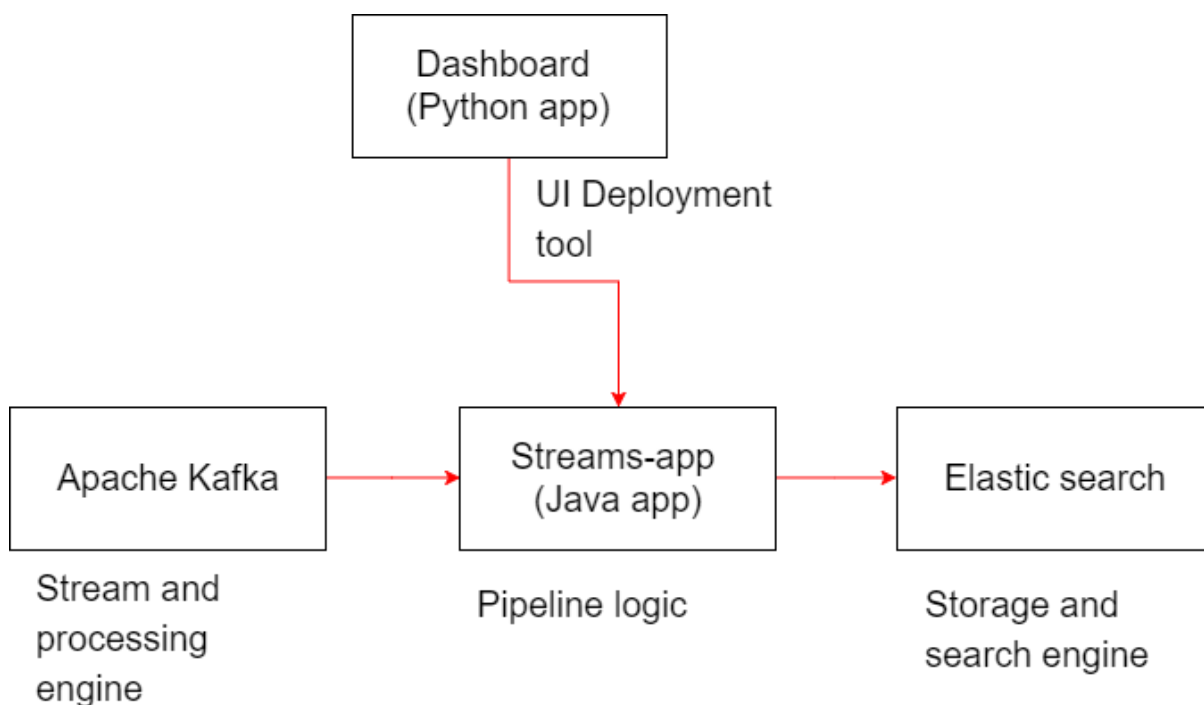 Dashboard
(Python app)
UI Deployment
tool
Apache Kafka
Streams-app
(Java app)
Elastic search
Stream and
processing
engine
Pipeline logic
Storage and
search engine